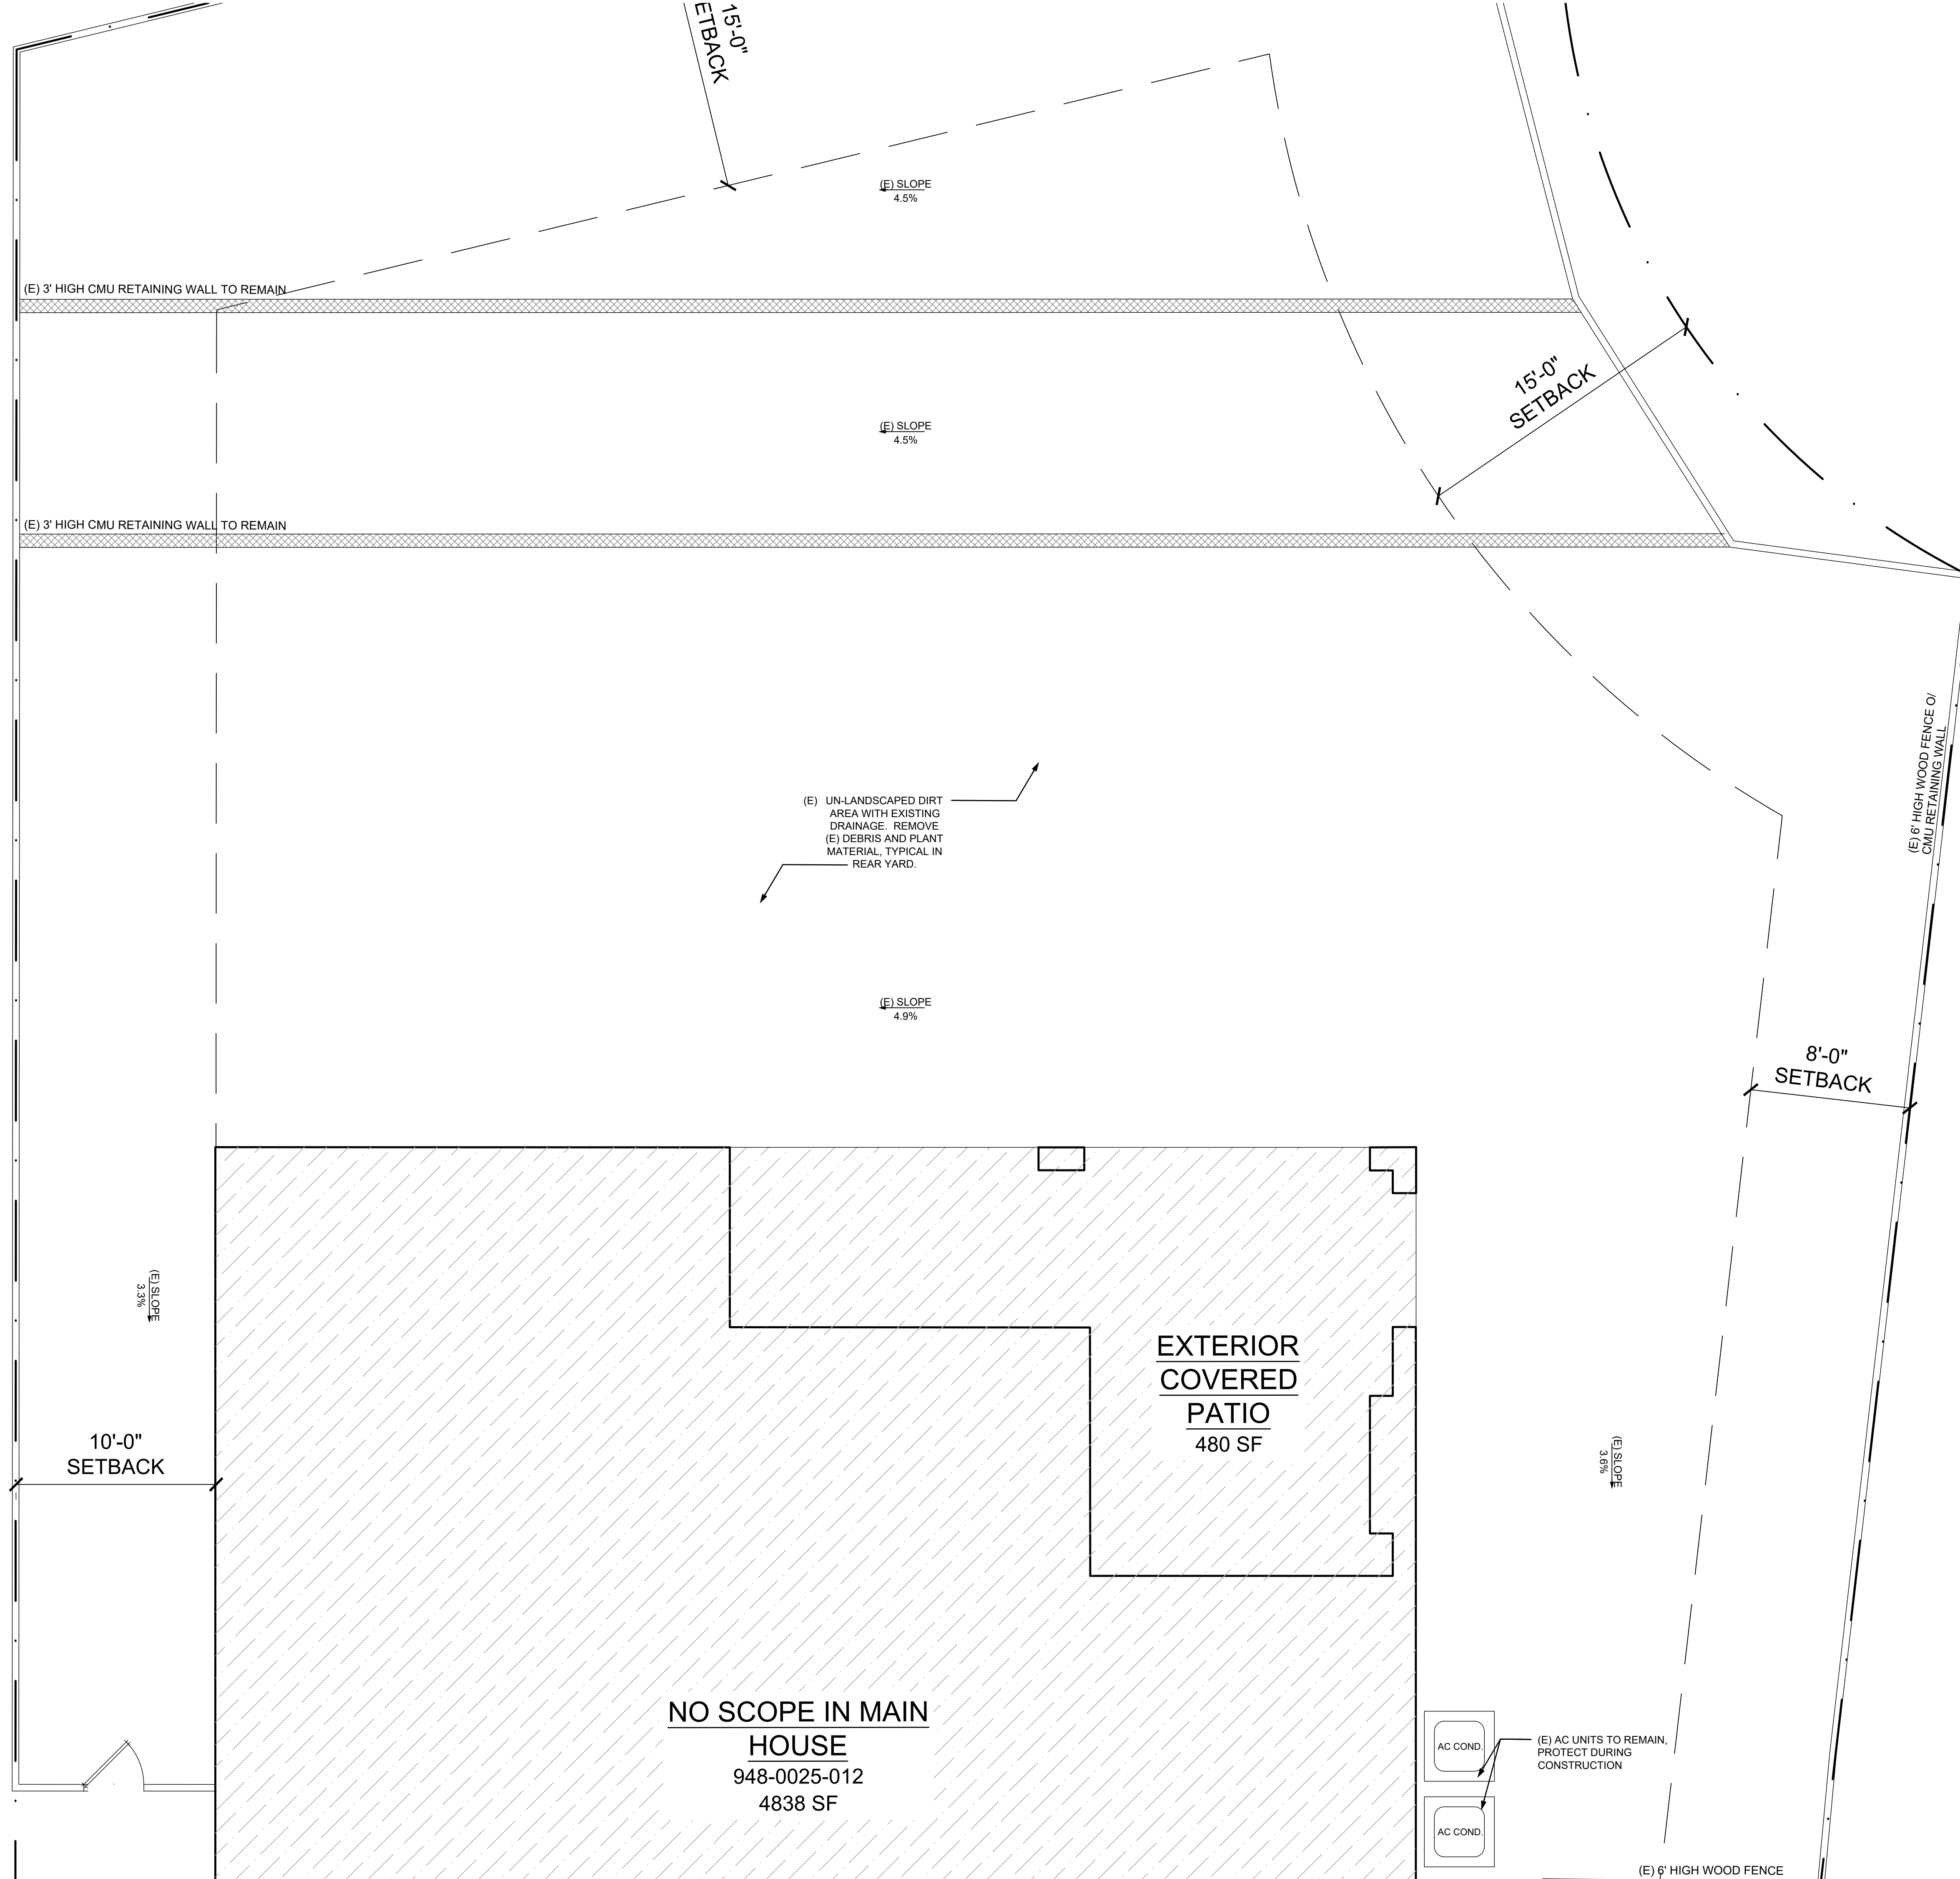 15'-0"
ETBACK
(E) SLOPE
4.5%
(E) 3' HIGH CMU RETAINING WALL TO REMAIN
15'-0"
SETBACK
(E) SLOPE
4.5%
(E) 3' HIGH CMU RETAINING WALL TO REMAIN
(E) 6' HIGH WOOD FENCE O/
CMU RETAINING WALL
(E) UN-LANDSCAPED DIRT
AREA WITH EXISTING
DRAINAGE. REMOVE
(E) DEBRIS AND PLANT
MATERIAL, TYPICAL IN
REAR YARD.
(E) SLOPE
4.9%
8'-0"
SETBACK
(E) SLOPE
3.3%
EXTERIOR
COVERED
PATIO
480 SF
10'-0"
SETBACK
(E) SLOPE
3.6%
NO SCOPE IN MAIN
HOUSE
948-0025-012
4838 SF
AC COND.
(E) AC UNITS TO REMAIN,
PROTECT DURING
CONSTRUCTION
AC COND.
(E) 6' HIGH WOOD FENCE